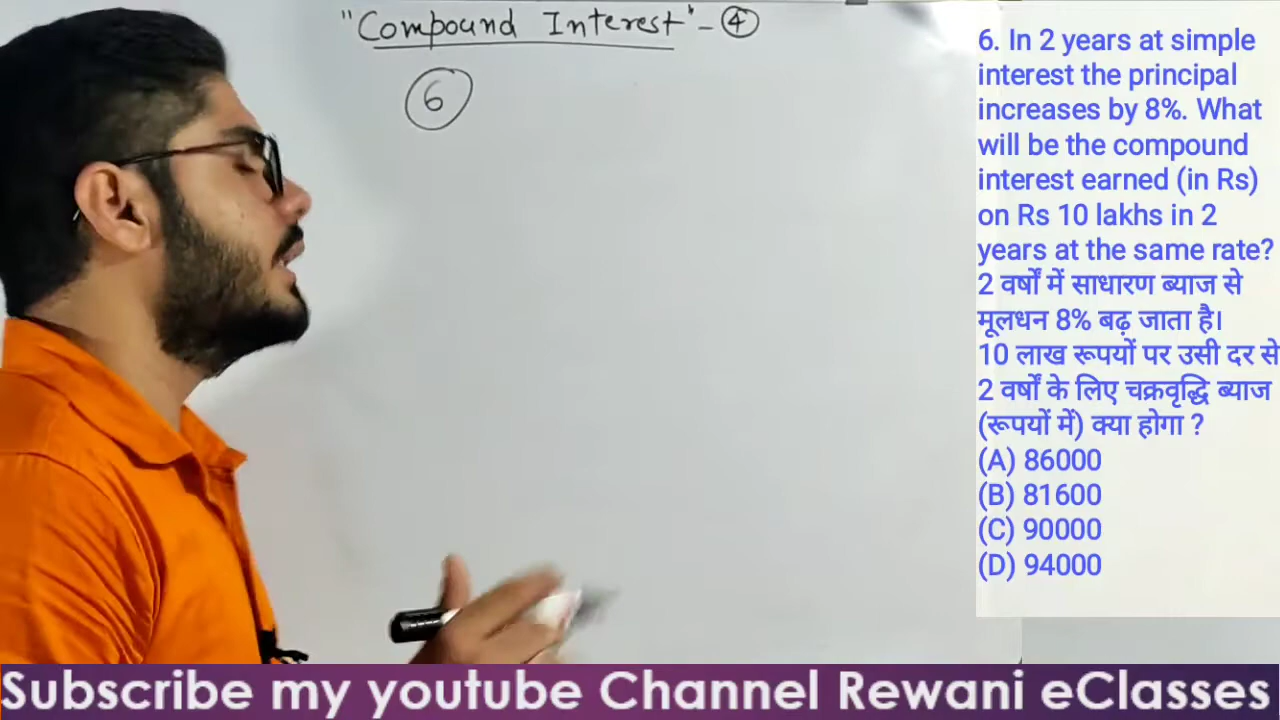 "Compound Interest" - ④
⑥
6. In 2 years at simple
interest the principal
increases by 8%. What
will be the compound
interest earned (in Rs)
on Rs 10 lakhs in 2
years at the same rate?
2 वर्षों में साधारण ब्याज से
मूलधन 8% बढ़ जाता है।
10 लाख रूपयों पर उसी दर से
2 वर्षों के लिए चक्रवृद्धि ब्याज
(रूपयों में) क्या होगा ?
(A) 86000
(B) 81600
(C) 90000
(D) 94000
Subscribe my youtube Channel Rewani eClasses